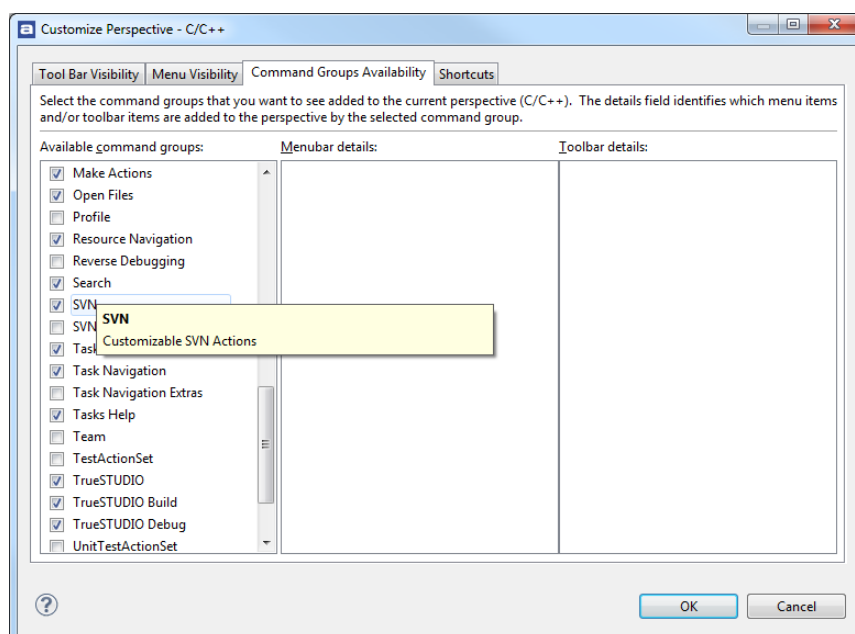 Customize Perspective - C/C++
Tool Bar Visibility
Menu Visibility
Command Groups Availability
Shortcuts
Select the command groups that you want to see added to the current perspective (C/C++). The details field identifies which menu items
and/or toolbar items are added to the perspective by the selected command group.
Available command groups:
Menubar details:
Toolbar details:
Make Actions
Open Files
Profile
Resource Navigation
Reverse Debugging
Search
SVN
SVN
Customizable SVN Actions
SVN
Task
Task Navigation
Task Navigation Extras
Tasks Help
Team
TestActionSet
TrueSTUDIO
TrueSTUDIO Build
TrueSTUDIO Debug
UnitTestActionSet
OK
Cancel